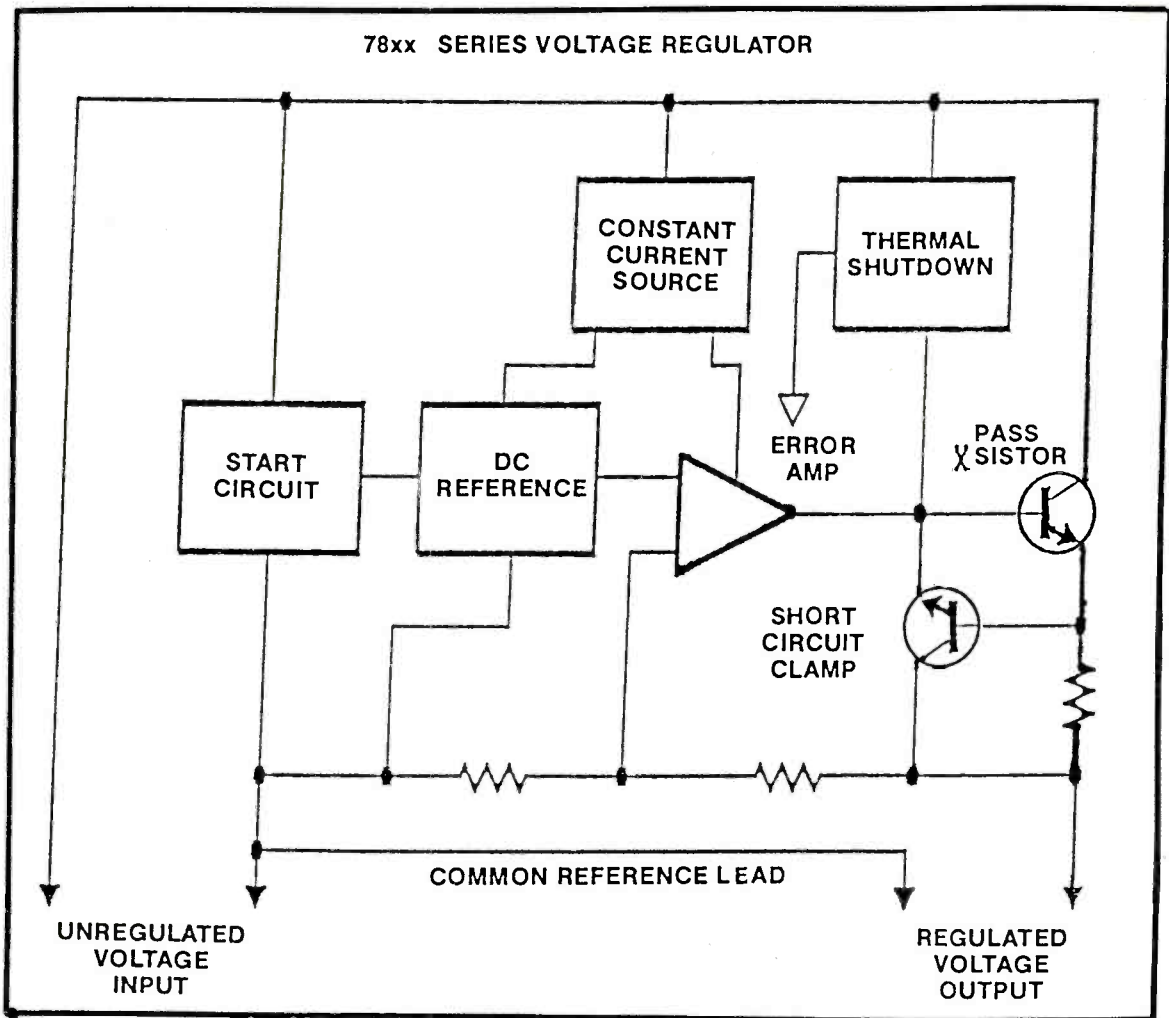 78xx SERIES VOLTAGE REGULATOR
CONSTANT
CURRENT
SOURCE
THERMAL
SHUTDOWN
START
CIRCUIT
DC
REFERENCE
ERROR
AMP
PASS
XSISTOR
SHORT
CIRCUIT
CLAMP
COMMON REFERENCE LEAD
UNREGULATED
VOLTAGE
INPUT
REGULATED
VOLTAGE
OUTPUT